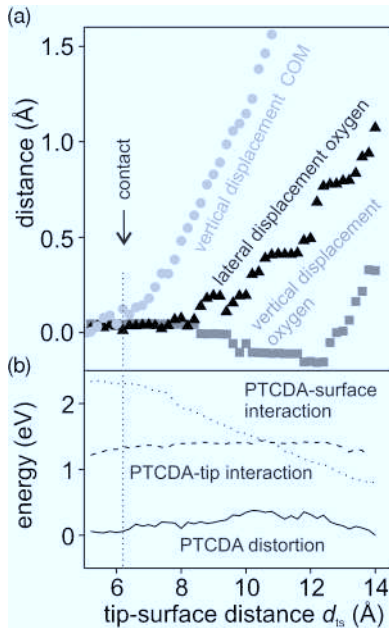 (a)
1.5
1.0
0.5
0.0
distance (Å)
contact
vertical displacement COM
lateral displacement oxygen
vertical displacement
oxygen
(b)
2
1
0
energy (eV)
PTCDA-surface
interaction
PTCDA-tip interaction
PTCDA distortion
6 8 10 12 14
tip-surface distance dts (Å)